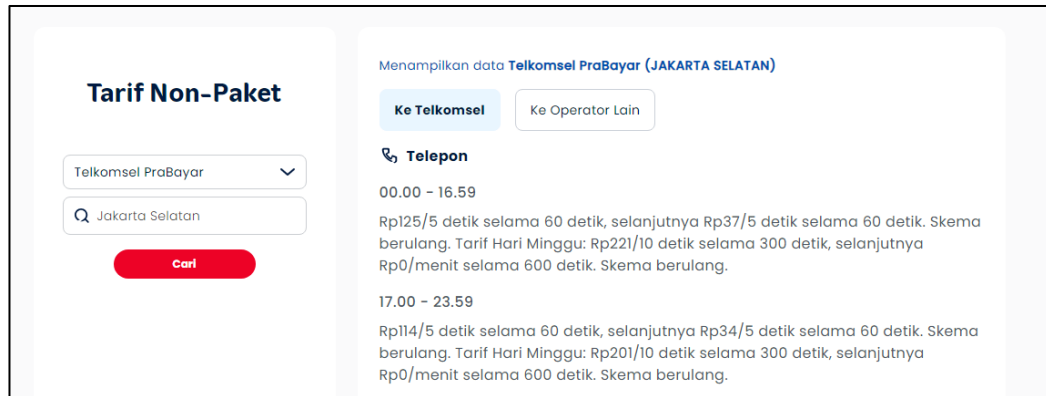 Tarif Non-Paket
Telkomsel PraBayar
Jakarta Selatan
Cari
Menampilkan data Telkomsel PraBayar (JAKARTA SELATAN)
Ke Telkomsel
Ke Operator Lain
Telepon
00.00 - 16.59
Rp125/5 detik selama 60 detik, selanjutnya Rp37/5 detik selama 60 detik. Skema
berulang. Tarif Hari Minggu: Rp221/10 detik selama 300 detik, selanjutnya
Rp0/menit selama 600 detik. Skema berulang.
17.00 - 23.59
Rp114/5 detik selama 60 detik, selanjutnya Rp34/5 detik selama 60 detik. Skema
berulang. Tarif Hari Minggu: Rp201/10 detik selama 300 detik, selanjutnya
Rp0/menit selama 600 detik. Skema berulang.